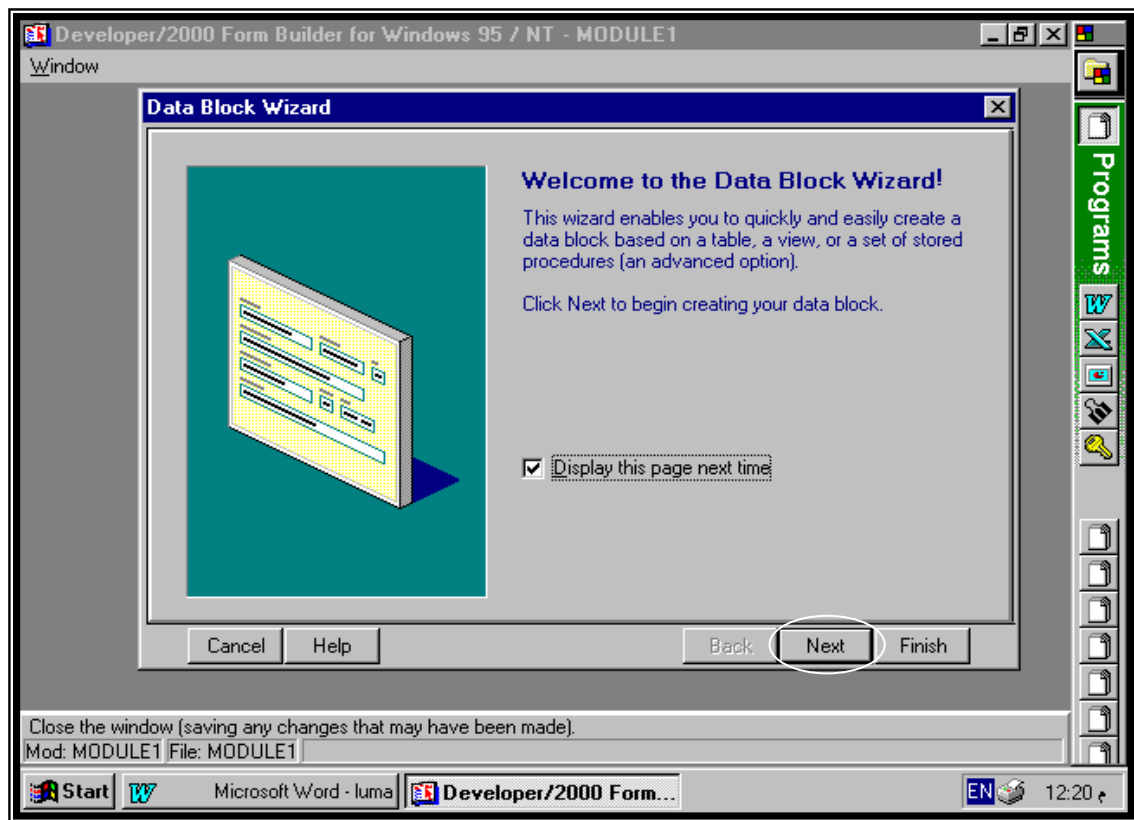 Developer/2000 Form Builder for Windows 95 / NT - MODULE1
Window
Data Block Wizard
Welcome to the Data Block Wizard!
This wizard enables you to quickly and easily create a
data block based on a table, a view, or a set of stored
procedures (an advanced option).
Click Next to begin creating your data block.
Display this page next time
Cancel
Help
Back
Next
Finish
Programs
Close the window (saving any changes that may have been made).
Mod: MODULE1 File: MODULE1
Start
Microsoft Word - luma
Developer/2000 Form...
EN
12:20 م